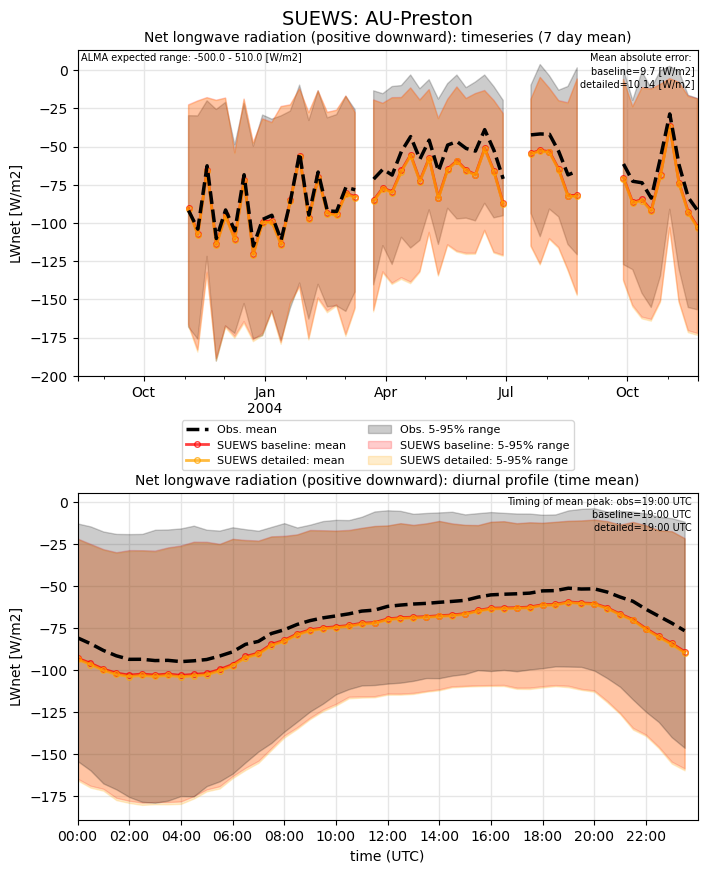 SUEWS: AU-Preston
Net longwave radiation (positive downward): timeseries (7 day mean)
ALMA expected range: -500.0 - 510.0 [W/m2]
Mean absolute error:
baseline=9.7 [W/m2]
detailed=10.14 [W/m2]
LWnet [W/m2]
0
−25
−50
−75
−100
−125
−150
−175
−200
Oct
Jan
2004
Apr
Jul
Oct
Obs. mean
SUEWS baseline: mean
SUEWS detailed: mean
Obs. 5-95% range
SUEWS baseline: 5-95% range
SUEWS detailed: 5-95% range
Net longwave radiation (positive downward): diurnal profile (time mean)
Timing of mean peak: obs=19:00 UTC
baseline=19:00 UTC
detailed=19:00 UTC
LWnet [W/m2]
0
−25
−50
−75
−100
−125
−150
−175
00:00 02:00 04:00 06:00 08:00 10:00 12:00 14:00 16:00 18:00 20:00 22:00
time (UTC)